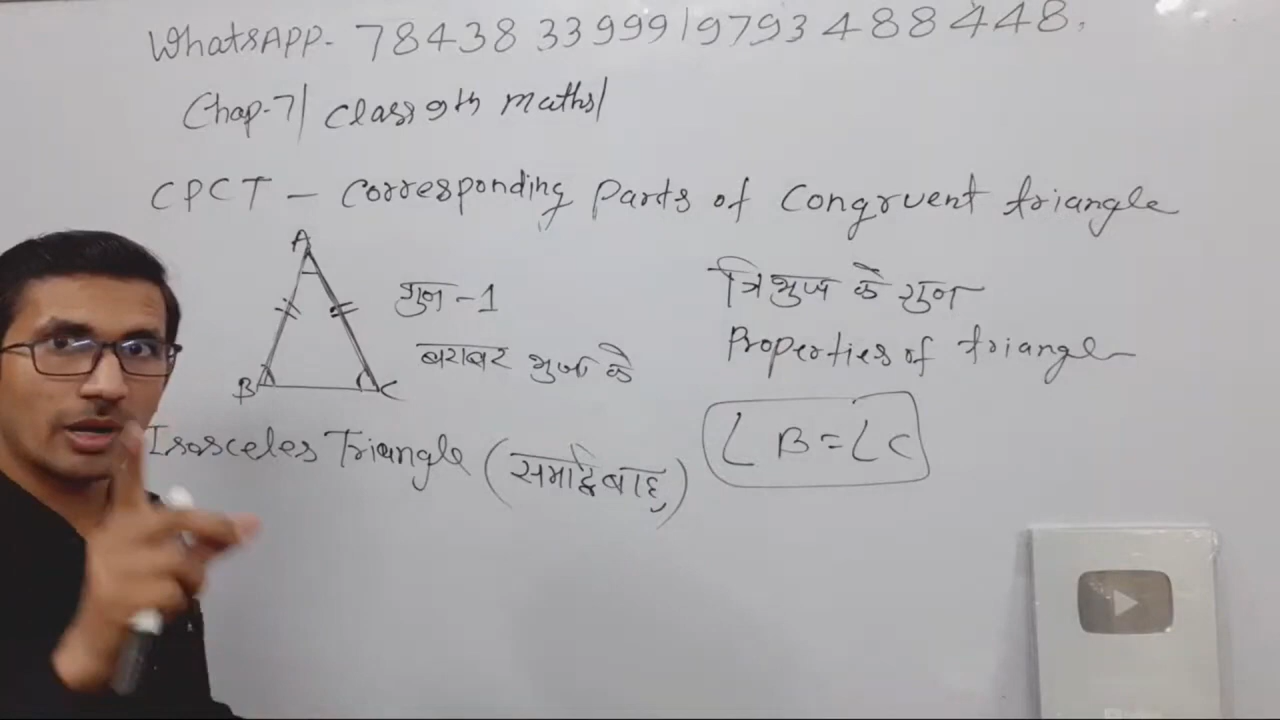 WhatsAPP- 7843833999/9793488448,
Chap-7/ Class 9th maths/
CPCT - Corresponding Parts of Congruent triangle
A
गुन -1
त्रिभुज के गुन
बराबर भुजा के
Properties of triangle
B C
Isosceles Triangle (समद्विबाहु)
∠B=∠C